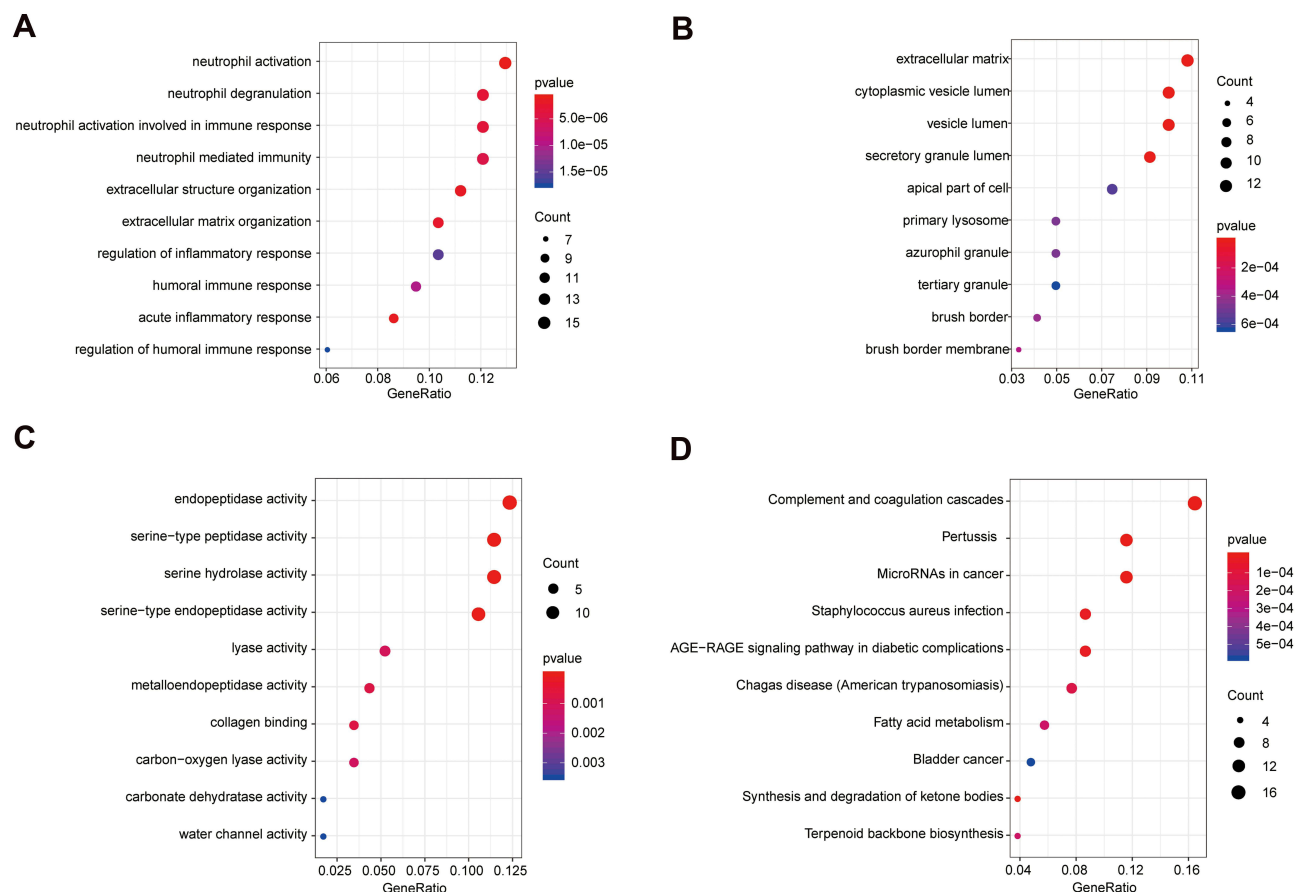 A
neutrophil activation
neutrophil degranulation
neutrophil activation involved in immune response
neutrophil mediated immunity
extracellular structure organization
extracellular matrix organization
regulation of inflammatory response
humoral immune response
acute inflammatory response
regulation of humoral immune response
0.06 0.08 0.10 0.12
GeneRatio
pvalue
5.0e−06
1.0e−05
1.5e−05
Count
7
9
11
13
15
B
extracellular matrix
cytoplasmic vesicle lumen
vesicle lumen
secretory granule lumen
apical part of cell
primary lysosome
azurophil granule
tertiary granule
brush border
brush border membrane
0.03 0.05 0.07 0.09 0.11
GeneRatio
Count
4
6
8
10
12
pvalue
2e−04
4e−04
6e−04
C
endopeptidase activity
serine−type peptidase activity
serine hydrolase activity
serine−type endopeptidase activity
lyase activity
metalloendopeptidase activity
collagen binding
carbon−oxygen lyase activity
carbonate dehydratase activity
water channel activity
0.025 0.050 0.075 0.100 0.125
GeneRatio
Count
5
10
pvalue
0.001
0.002
0.003
D
Complement and coagulation cascades
Pertussis
MicroRNAs in cancer
Staphylococcus aureus infection
AGE−RAGE signaling pathway in diabetic complications
Chagas disease (American trypanosomiasis)
Fatty acid metabolism
Bladder cancer
Synthesis and degradation of ketone bodies
Terpenoid backbone biosynthesis
0.04 0.08 0.12 0.16
GeneRatio
pvalue
1e−04
2e−04
3e−04
4e−04
5e−04
Count
4
8
12
16